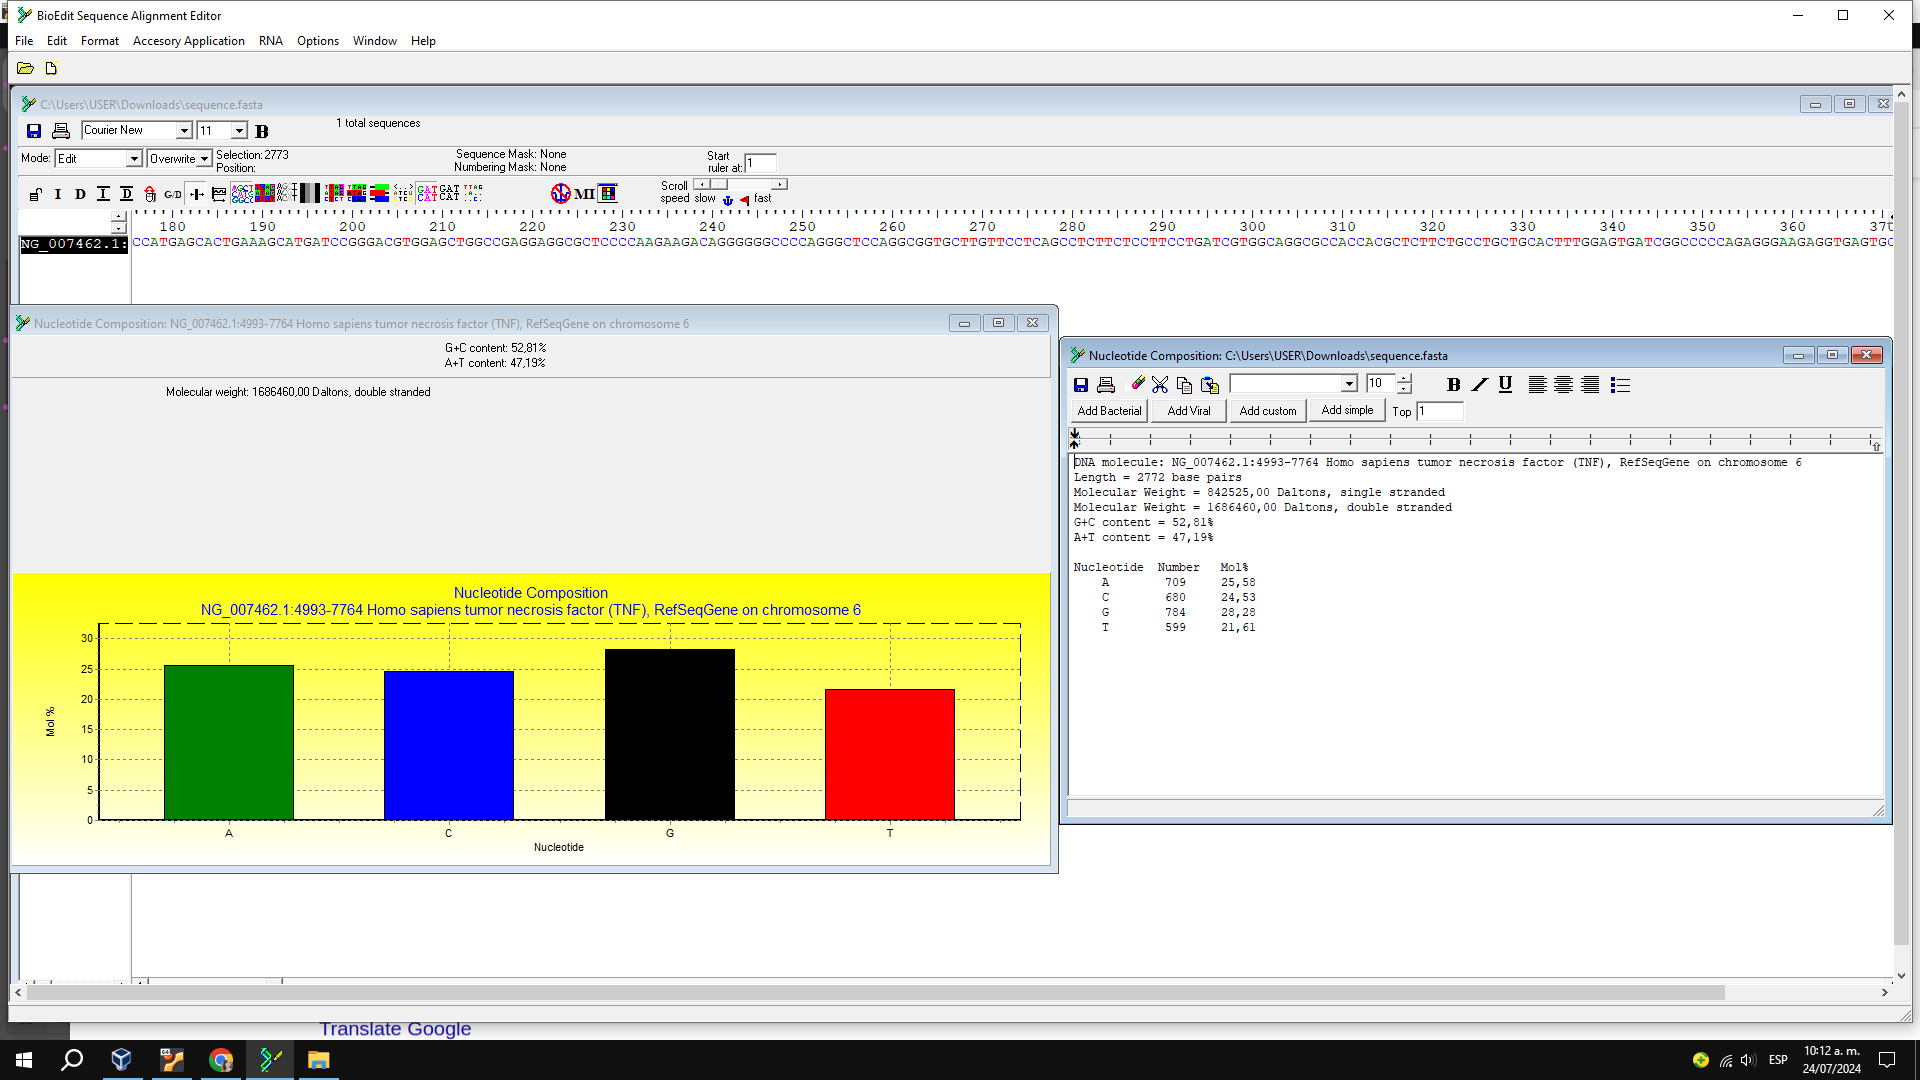 BioEdit Sequence Alignment Editor
File Edit Format Accesory Application RNA Options Window Help
C:\Users\USER\Downloads\sequence.fasta
Courier New 11 B 1 total sequences
Mode: Edit Overwrite Selection:2773
Position:
Sequence Mask: None
Numbering Mask: None
Start
ruler at: 1
I D I D G/D MI
Scroll
speed slow fast
180 190 200 210 220 230 240 250 260 270 280 290 300 310 320 330 340 350 360 370
NG_007462.1: CCATGAGCACTGAAAGCATGATCCGGGACGTGGAGCTGGCCGAGGAGGCGCTCCCCAAGAAGACAGGGGGGCCCCAGGGCTCCAGGCGGTGCTTGTTCCTCAGCCTCTTCTCCTTCCTGATCGTGGCAGGCGCCACCACGCTCTTCTGCCTGCTGCACTTTGGAGTGATCGGCCCCCAGAGGGAAGAGGTGAGTGC
Nucleotide Composition: NG_007462.1:4993-7764 Homo sapiens tumor necrosis factor (TNF), RefSeqGene on chromosome 6
G+C content: 52,81%
A+T content: 47,19%
Molecular weight: 1686460,00 Daltons, double stranded
Nucleotide Composition
NG_007462.1:4993-7764 Homo sapiens tumor necrosis factor (TNF), RefSeqGene on chromosome 6
30
25
20
15
10
5
0
Mol %
A C G T
Nucleotide
Nucleotide Composition: C:\Users\USER\Downloads\sequence.fasta
10 B I U
Add Bacterial Add Viral Add custom Add simple Top 1
DNA molecule: NG_007462.1:4993-7764 Homo sapiens tumor necrosis factor (TNF), RefSeqGene on chromosome 6
Length = 2772 base pairs
Molecular Weight = 842525,00 Daltons, single stranded
Molecular Weight = 1686460,00 Daltons, double stranded
G+C content = 52,81%
A+T content = 47,19%
Nucleotide Number Mol%
A 709 25,58
C 680 24,53
G 784 28,28
T 599 21,61
Translate Google
ESP
10:12 a. m.
24/07/2024